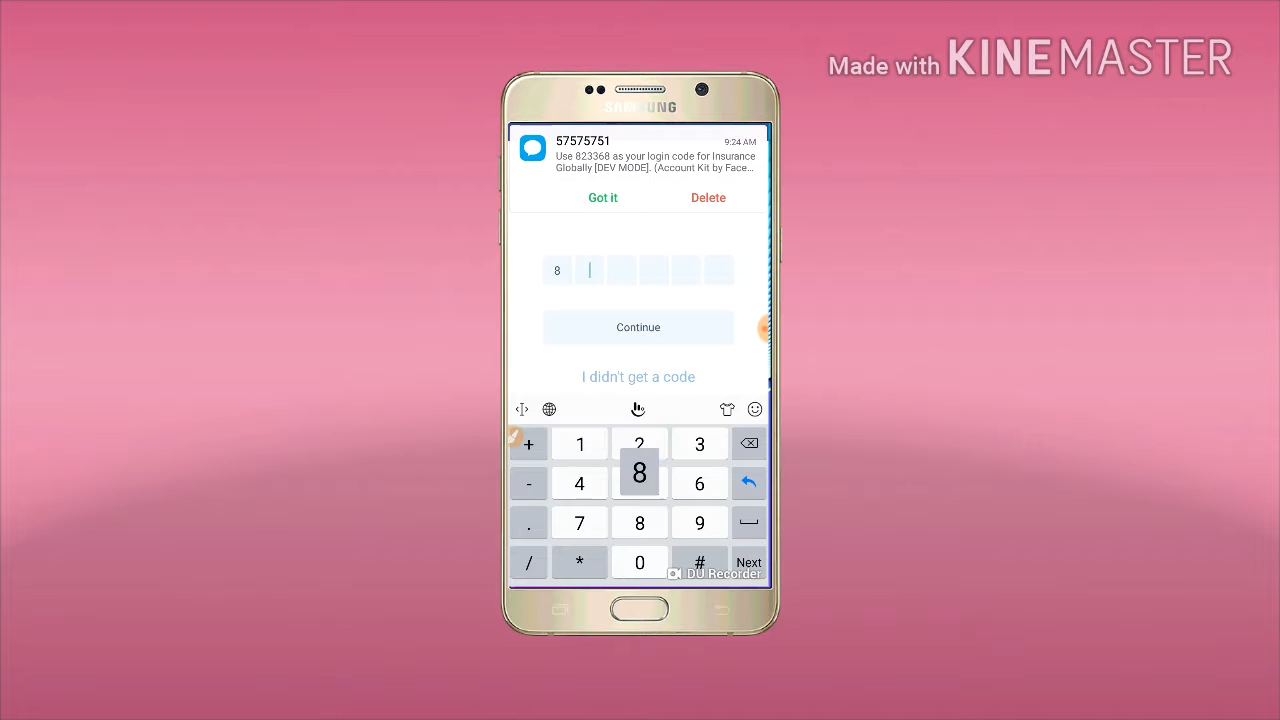 Made with KINEMASTER
SAMSUNG
57575751
9:24 AM
Use 823368 as your login code for Insurance
Globally [DEV MODE]. (Account Kit by Face...
Got it
Delete
8
Continue
I didn't get a code
+ 1 2 3
8
- 4 6
. 7 8 9
/ * 0 # Next
DU Recorder